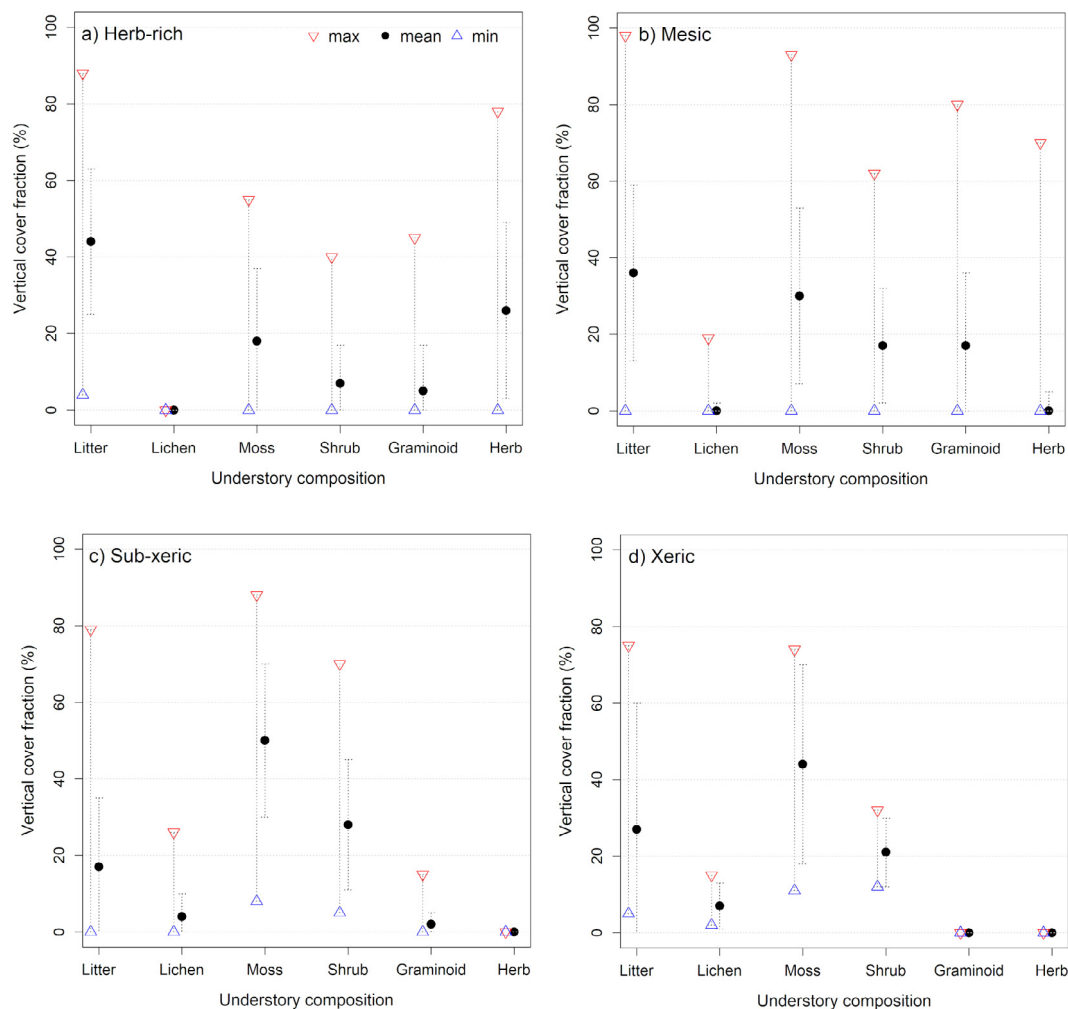 a) Herb-rich
max mean min
Vertical cover fraction (%)
100
80
60
40
20
0
Litter Lichen Moss Shrub Graminoid Herb
Understory composition
b) Mesic
Vertical cover fraction (%)
100
80
60
40
20
0
Litter Lichen Moss Shrub Graminoid Herb
Understory composition
c) Sub-xeric
Vertical cover fraction (%)
100
80
60
40
20
0
Litter Lichen Moss Shrub Graminoid Herb
Understory composition
d) Xeric
Vertical cover fraction (%)
100
80
60
40
20
0
Litter Lichen Moss Shrub Graminoid Herb
Understory composition